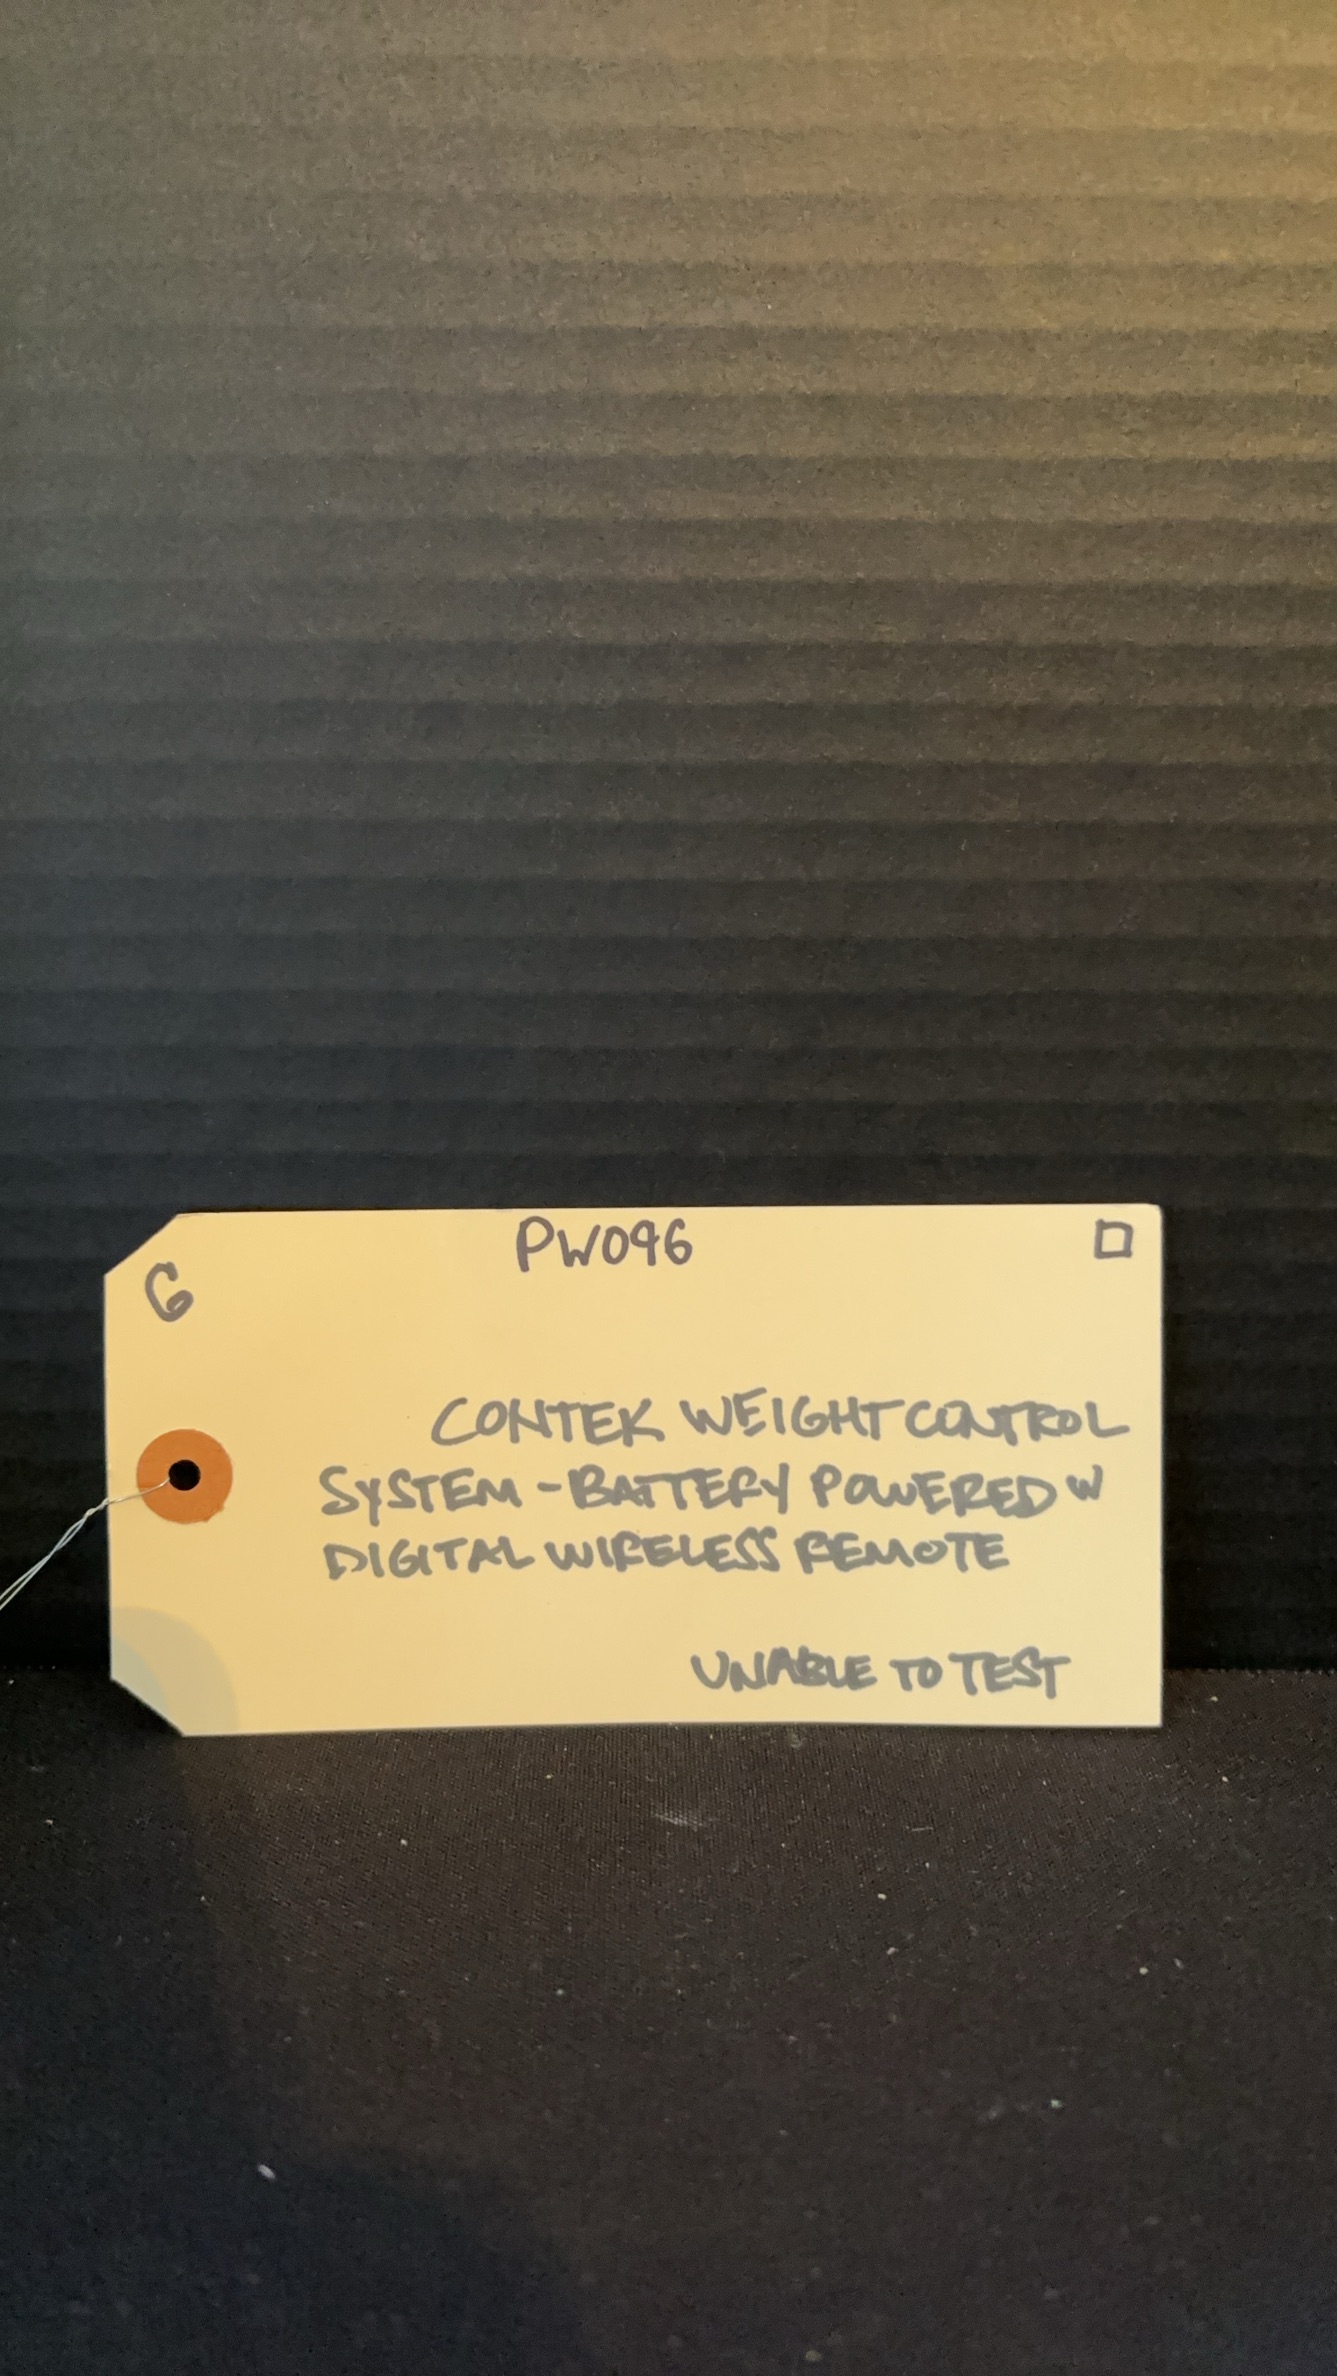 PW096
G
CONTEK WEIGHT CONTROL
SYSTEM - BATTERY POWERED W
DIGITAL WIRELESS REMOTE
UNABLE TO TEST